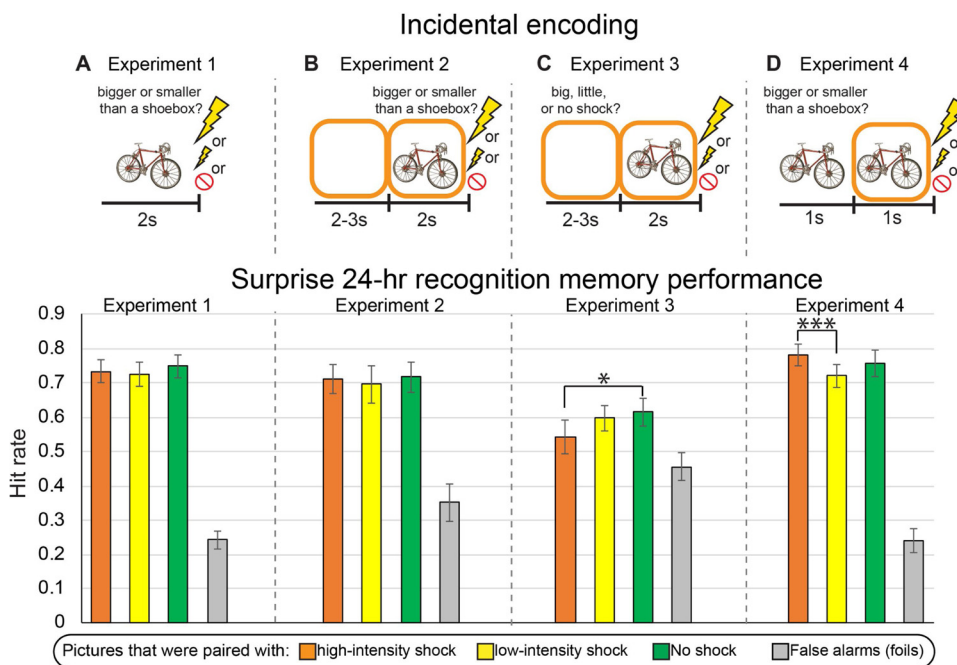 Incidental encoding
A Experiment 1
bigger or smaller
than a shoebox?
or
or
2s
B Experiment 2
bigger or smaller
than a shoebox?
or
or
2-3s 2s
C Experiment 3
big, little,
or no shock?
or
or
2-3s 2s
D Experiment 4
bigger or smaller
than a shoebox?
o
or
1s 1s
Surprise 24-hr recognition memory performance
Experiment 1 Experiment 2 Experiment 3 Experiment 4
Hit rate
0.9
0.8
0.7
0.6
0.5
0.4
0.3
0.2
0.1
0
*
***
Pictures that were paired with: high-intensity shock low-intensity shock No shock False alarms (foils)